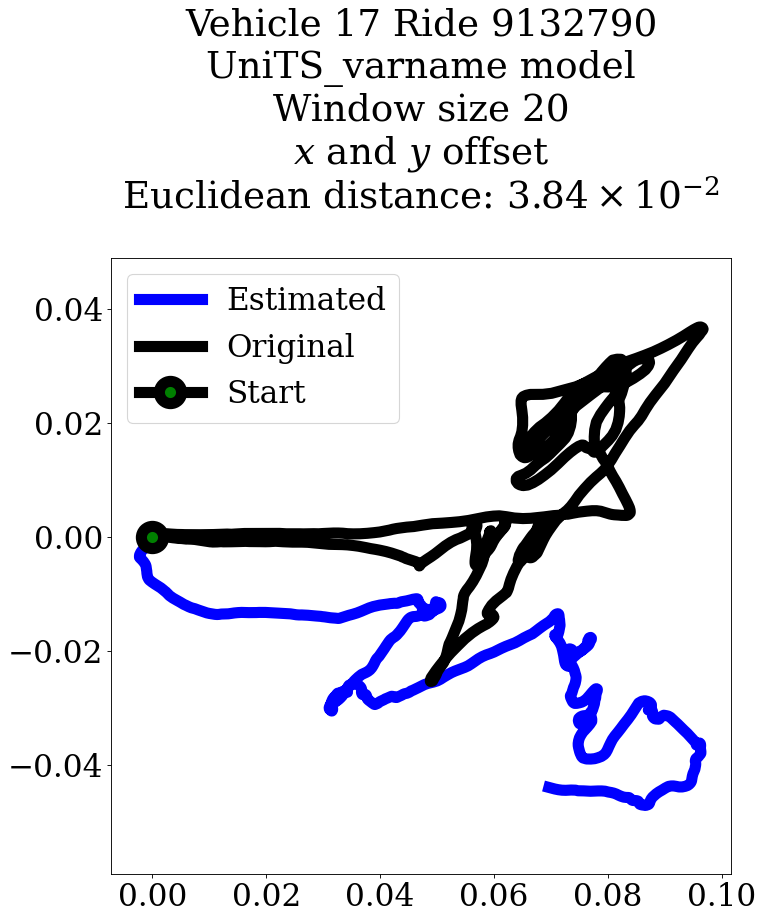 Vehicle 17 Ride 9132790
UniTS_varname model
Window size 20
x and y offset
Euclidean distance: 3.84 × 10⁻²
Estimated
Original
Start
0.04
0.02
0.00
−0.02
−0.04
0.00 0.02 0.04 0.06 0.08 0.10